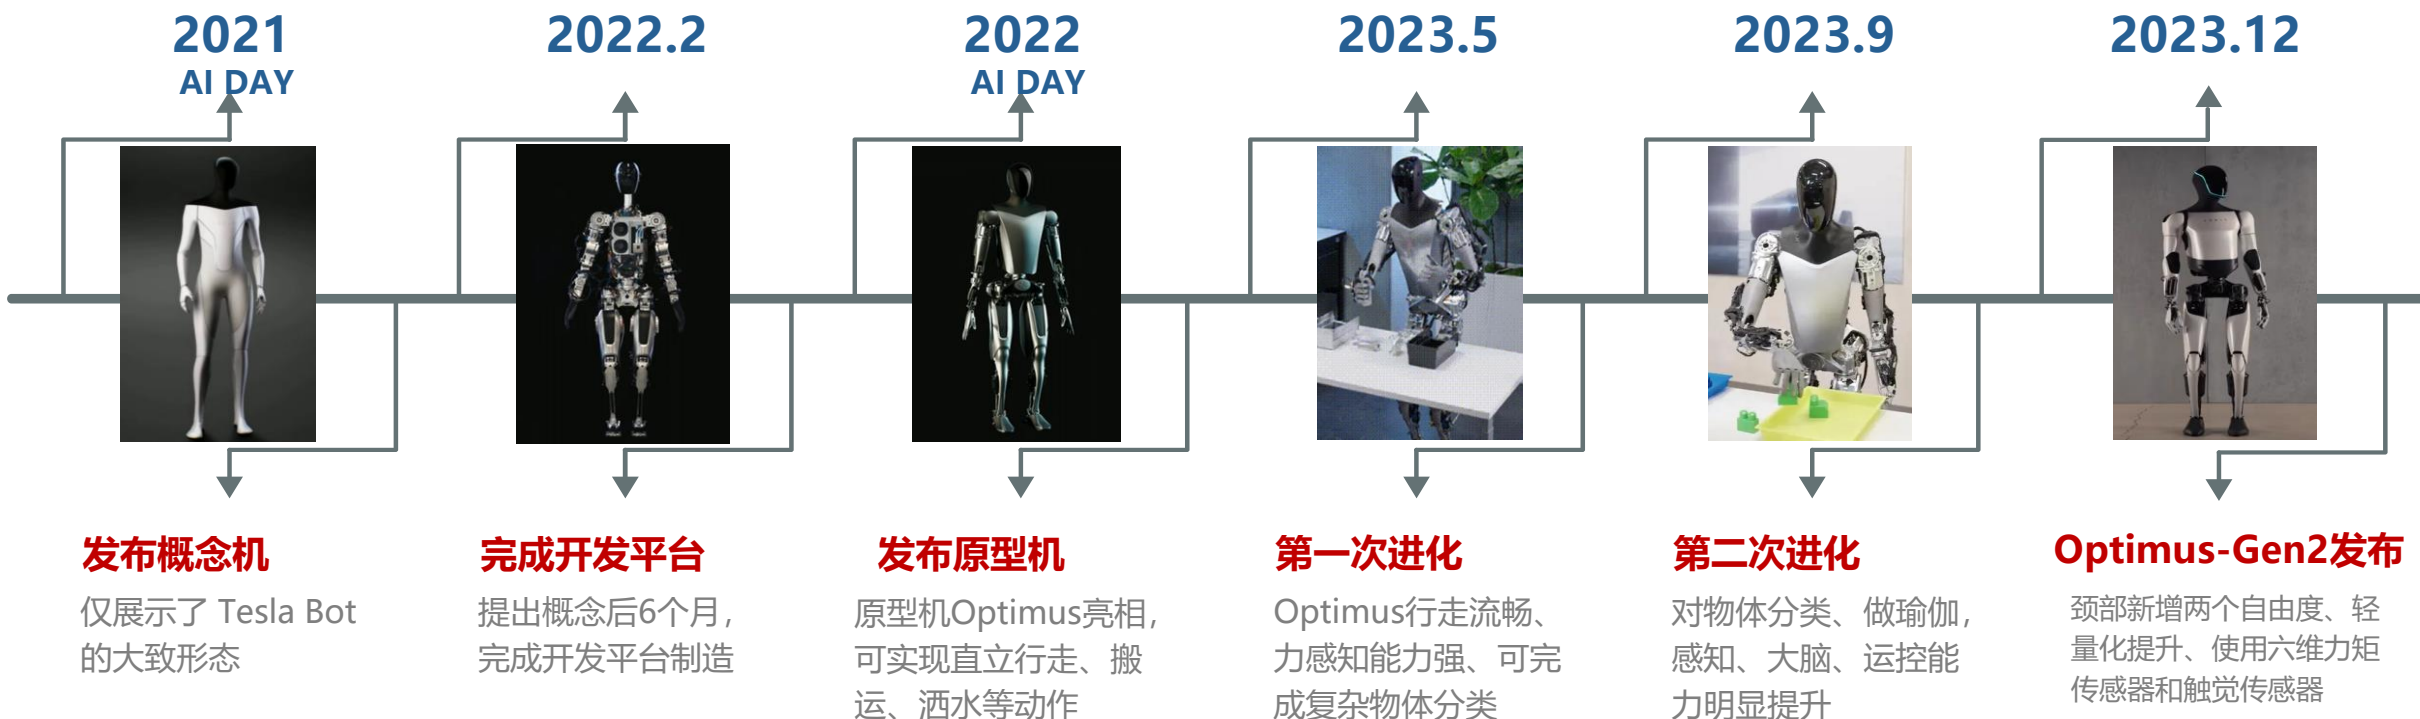 2021
AI DAY
2022.2
2022
AI DAY
2023.5
2023.9
2023.12
发布概念机
仅展示了 Tesla Bot
的大致形态
完成开发平台
提出概念后6个月，
完成开发平台制造
发布原型机
原型机Optimus亮相，
可实现直立行走、搬
运、洒水等动作
第一次进化
Optimus行走流畅、
力感知能力强、可完
成复杂物体分类
第二次进化
对物体分类、做瑜伽，
感知、大脑、运控能
力明显提升
Optimus-Gen2发布
颈部新增两个自由度、轻
量化提升、使用六维力矩
传感器和触觉传感器